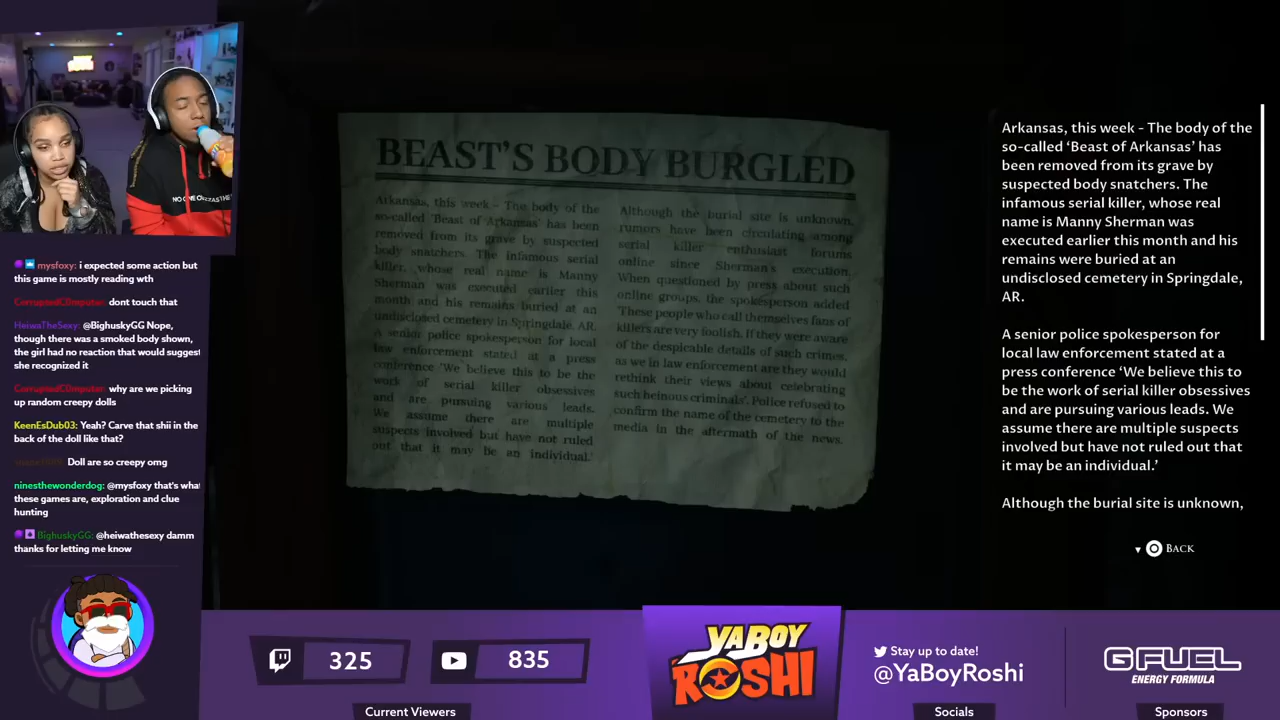 BEAST'S BODY BURGLED
Arkansas, this week - The body of the
so-called 'Beast of Arkansas' has been
removed from its grave by suspected
body snatchers. The infamous serial
killer, whose real name is Manny
Sherman was executed earlier this
month and his remains buried at an
undisclosed cemetery in Springdale, AR.
A senior police spokesperson for local
law enforcement stated at a press
conference 'We believe this to be the
work of serial killer obsessives
and are pursuing various leads.
We assume there are multiple
suspects involved but have not ruled
out that it may be an individual.'
Although the burial site is unknown,
rumors have been circulating among
serial killer enthusiast forums
online since Sherman's execution.
When questioned by press about such
online groups, the spokesperson added
'These people who call themselves fans of
killers are very foolish. If they were aware
of the despicable details of such crimes,
as we in law enforcement are they would
rethink their views about celebrating
such heinous criminals'. Police refused to
confirm the name of the cemetery to the
media in the aftermath of the news.
Arkansas, this week - The body of the
so-called 'Beast of Arkansas' has
been removed from its grave by
suspected body snatchers. The
infamous serial killer, whose real
name is Manny Sherman was
executed earlier this month and his
remains were buried at an
undisclosed cemetery in Springdale,
AR.
A senior police spokesperson for
local law enforcement stated at a
press conference 'We believe this to
be the work of serial killer obsessives
and are pursuing various leads. We
assume there are multiple suspects
involved but have not ruled out that
it may be an individual.'
Although the burial site is unknown,
BACK
mysfoxy: i expected some action but
this game is mostly reading wth
CorruptedC0mputer: dont touch that
HeiwaTheSexy: @BighuskyGG Nope,
though there was a smoked body shown,
the girl had no reaction that would suggest
she recognized it
CorruptedC0mputer: why are we picking
up random creepy dolls
KeenEsDub03: Yeah? Carve that shii in the
back of the doll like that?
Doll are so creepy omg
ninesthewonderdog: @mysfoxy that's what
these games are, exploration and clue
hunting
BighuskyGG: @heiwathesexy damm
thanks for letting me know
325
835
Current Viewers
YABOY
ROSHI
Stay up to date!
@YaBoyRoshi
Socials
G FUEL
ENERGY FORMULA
Sponsors